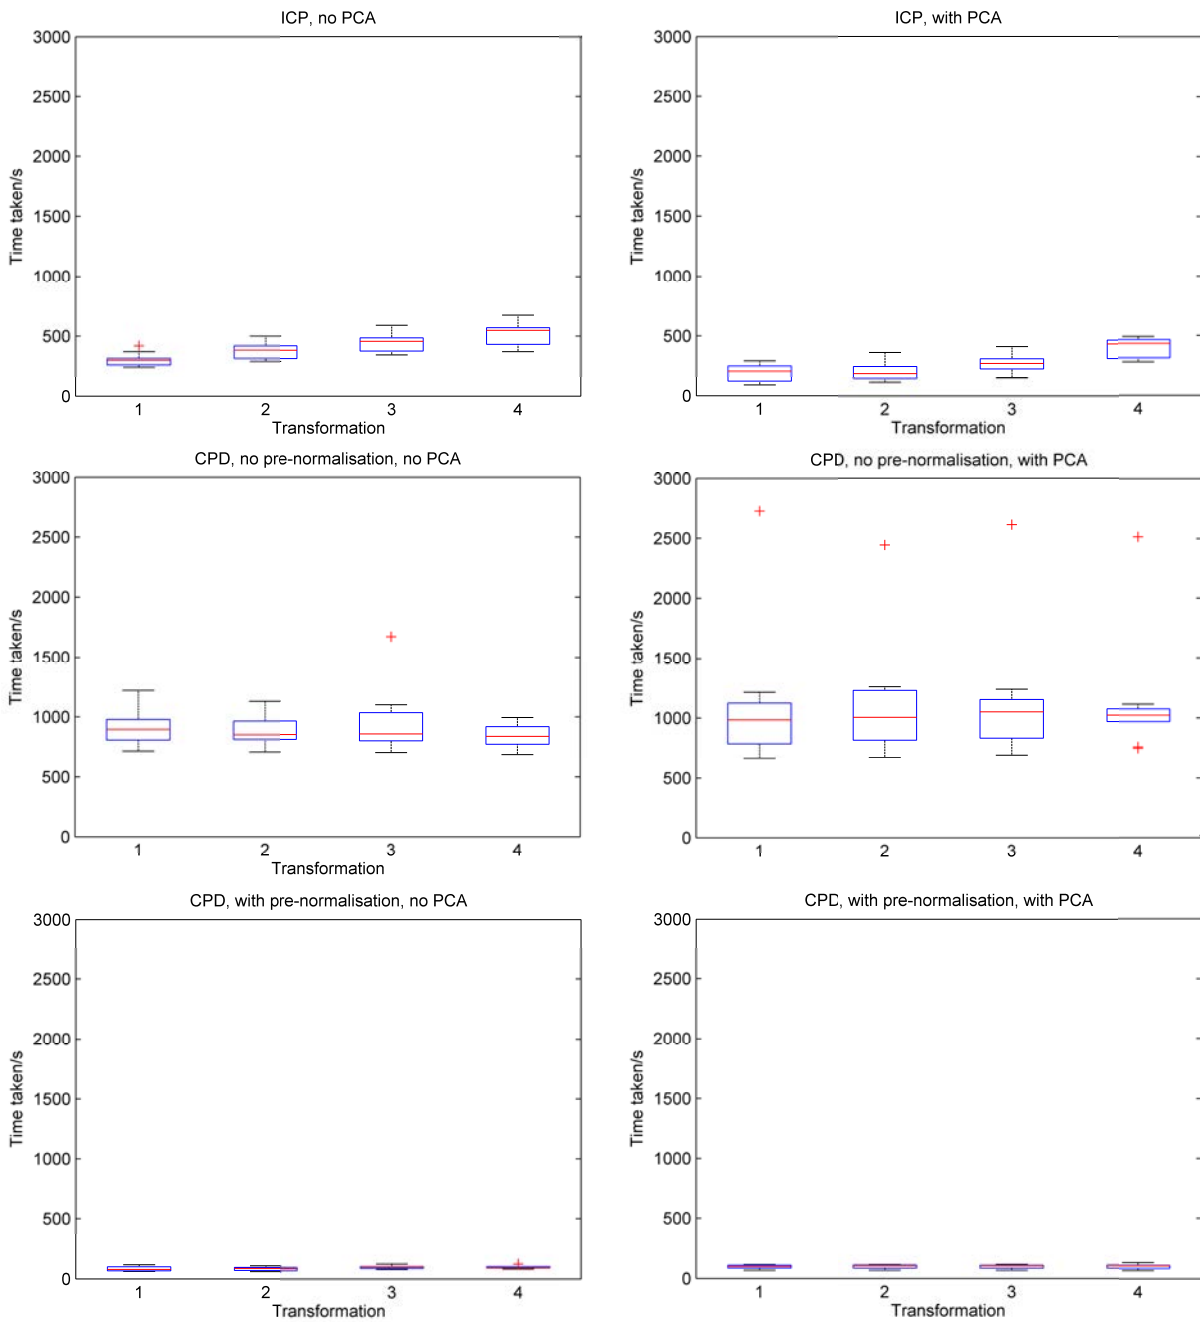 ICP, no PCA
3000
2500
2000
1500
1000
500
0
Time taken/s
1 2 3 4
Transformation
ICP, with PCA
3000
2500
2000
1500
1000
500
0
Time taken/s
1 2 3 4
Transformation
CPD, no pre-normalisation, no PCA
3000
2500
2000
1500
1000
500
0
Time taken/s
1 2 3 4
Transformation
CPD, no pre-normalisation, with PCA
3000
2500
2000
1500
1000
500
0
Time taken/s
1 2 3 4
CPD, with pre-normalisation, no PCA
3000
2500
2000
1500
1000
500
0
Time taken/s
1 2 3 4
Transformation
CPD, with pre-normalisation, with PCA
3000
2500
2000
1500
1000
500
0
Time taken/s
1 2 3 4
Transformation